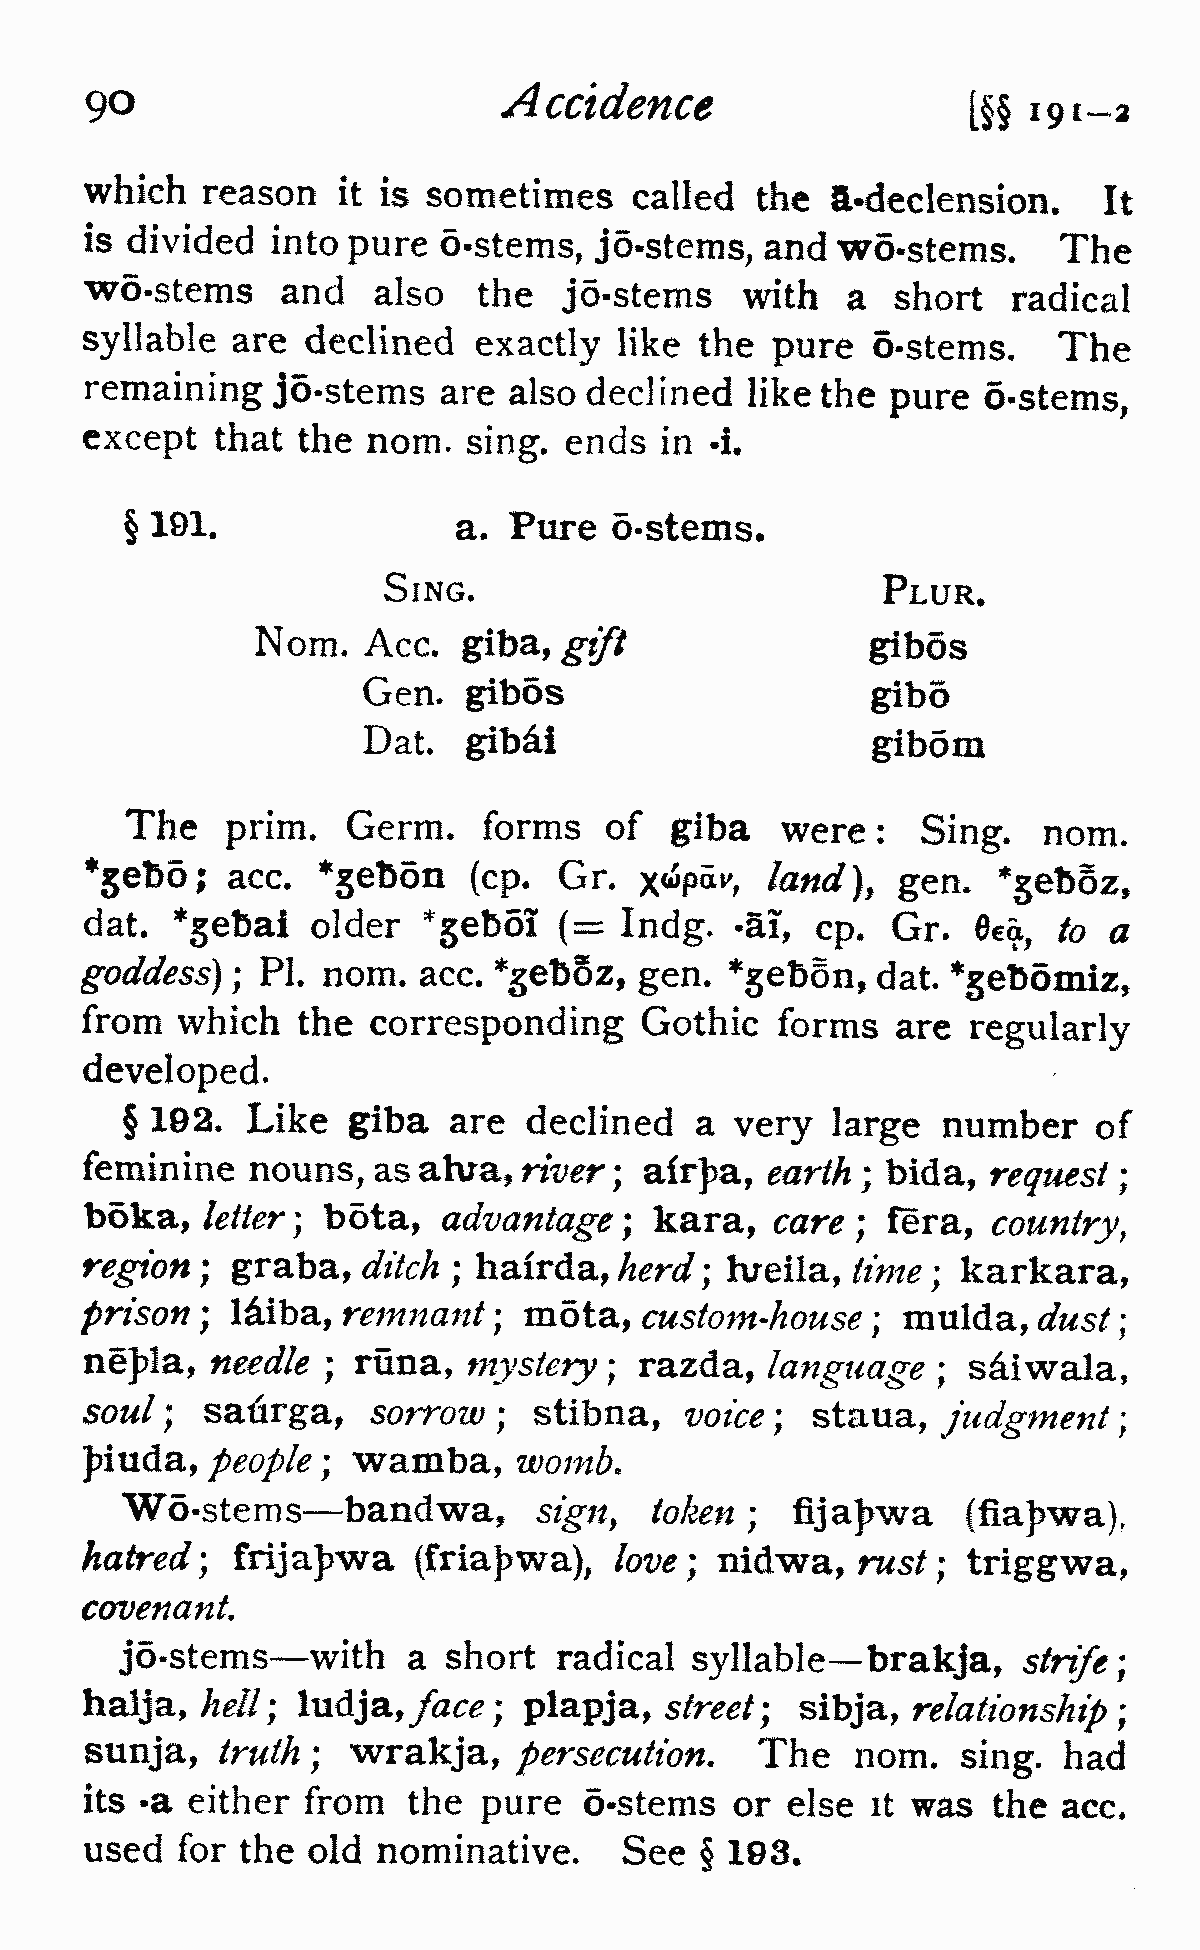 90 Accidence [§§ 191–2
which reason it is sometimes called the ā-declension. It
is divided into pure ō-stems, jō-stems, and wō-stems. The
wō-stems and also the jō-stems with a short radical
syllable are declined exactly like the pure ō-stems. The
remaining jō-stems are also declined like the pure ō-stems,
except that the nom. sing. ends in -i.
§ 191. a. Pure ō-stems.
Sing. Plur.
Nom. Acc. giba, gift gibōs
Gen. gibōs gibō
Dat. gibái gibōm
The prim. Germ. forms of giba were: Sing. nom.
*ʒeƀō; acc. *ʒeƀōn (cp. Gr. χώρᾱν, land), gen. *ʒeƀō̃z,
dat. *ʒeƀai older *ʒeƀōĭ (= Indg. -āĭ, cp. Gr. θεᾷ, to a
goddess); Pl. nom. acc. *ʒeƀō̃z, gen. *ʒeƀō̃n, dat. *ʒeƀōmiz,
from which the corresponding Gothic forms are regularly
developed.
§ 192. Like giba are declined a very large number of
feminine nouns, as aƕa, river; aírþa, earth; bida, request;
bōka, letter; bōta, advantage; kara, care; fēra, country,
region; graba, ditch; haírda, herd; ƕeila, time; karkara,
prison; láiba, remnant; mōta, custom-house; mulda, dust;
nēþla, needle; rūna, mystery; razda, language; sáiwala,
soul; saúrga, sorrow; stibna, voice; staua, judgment;
þiuda, people; wamba, womb.
Wō-stems—bandwa, sign, token; fijaþwa (fiaþwa),
hatred; frijaþwa (friaþwa), love; nidwa, rust; triggwa,
covenant.
jō-stems—with a short radical syllable—brakja, strife;
halja, hell; ludja, face; plapja, street; sibja, relationship;
sunja, truth; wrakja, persecution. The nom. sing. had
its -a either from the pure ō-stems or else it was the acc.
used for the old nominative. See § 193.